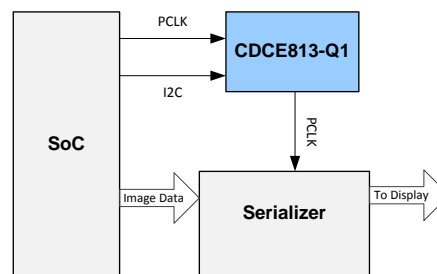 PCLK
CDCE813-Q1
I2C
PCLK
SoC
Image Data
To Display
Serializer